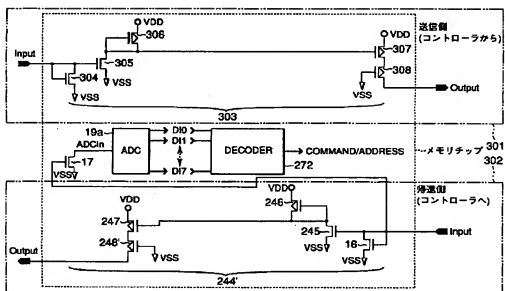 VDD
306
VDD
送信側
(コントローラから)
Input
305
307
304
308
VSS
VSS
VSS
Output
303
19a
ADCin
17
VSS
ADC
DI0
DI1
DI7
DECODER
272
COMMAND/ADDRESS
メモリチップ
301
302
帰還側
(コントローラへ)
VDD
246
VDD
247
248'
245
16
Input
VSS
VSS
VSS
Output
244'